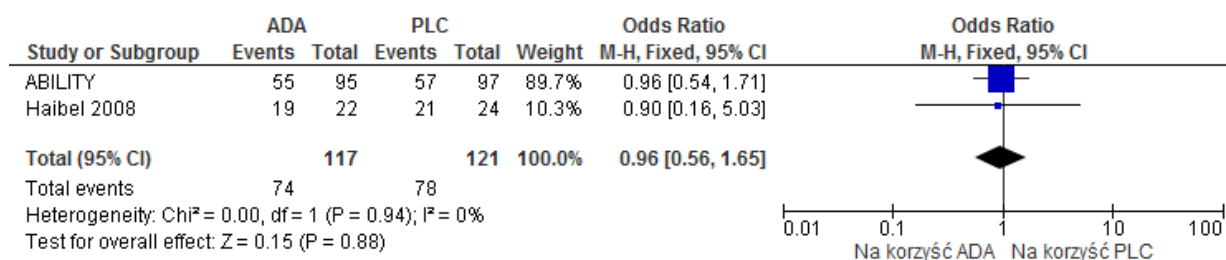 ADA PLC Odds Ratio Odds Ratio
Study or Subgroup Events Total Events Total Weight M-H, Fixed, 95% CI M-H, Fixed, 95% CI
ABILITY 55 95 57 97 89.7% 0.96 [0.54, 1.71]
Haibel 2008 19 22 21 24 10.3% 0.90 [0.16, 5.03]
Total (95% CI) 117 121 100.0% 0.96 [0.56, 1.65]
Total events 74 78
Heterogeneity: Chi² = 0.00, df = 1 (P = 0.94); I² = 0%
Test for overall effect: Z = 0.15 (P = 0.88)
0.01 0.1 1 10 100
Na korzyść ADA Na korzyść PLC